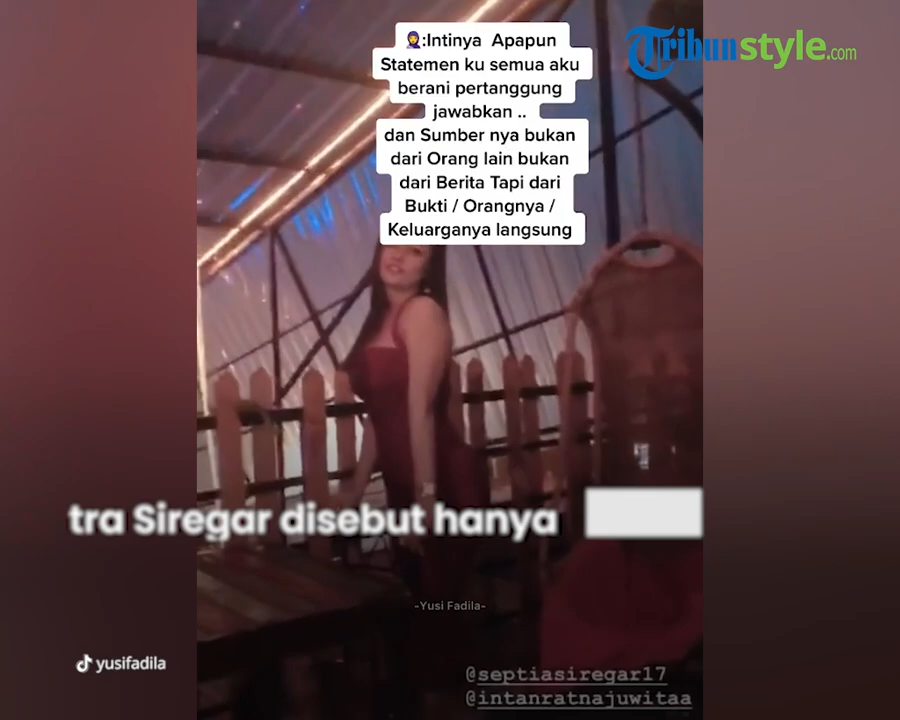 :Intinya Apapun
Statemen ku semua aku
berani pertanggung
jawabkan ..
dan Sumber nya bukan
dari Orang lain bukan
dari Berita Tapi dari
Bukti / Orangnya /
Keluarganya langsung
Tribunstyle.com
tra Siregar disebut hanya
-Yusi Fadila-
yusifadila
@septiasiregar17
@intanratnajuwitaa